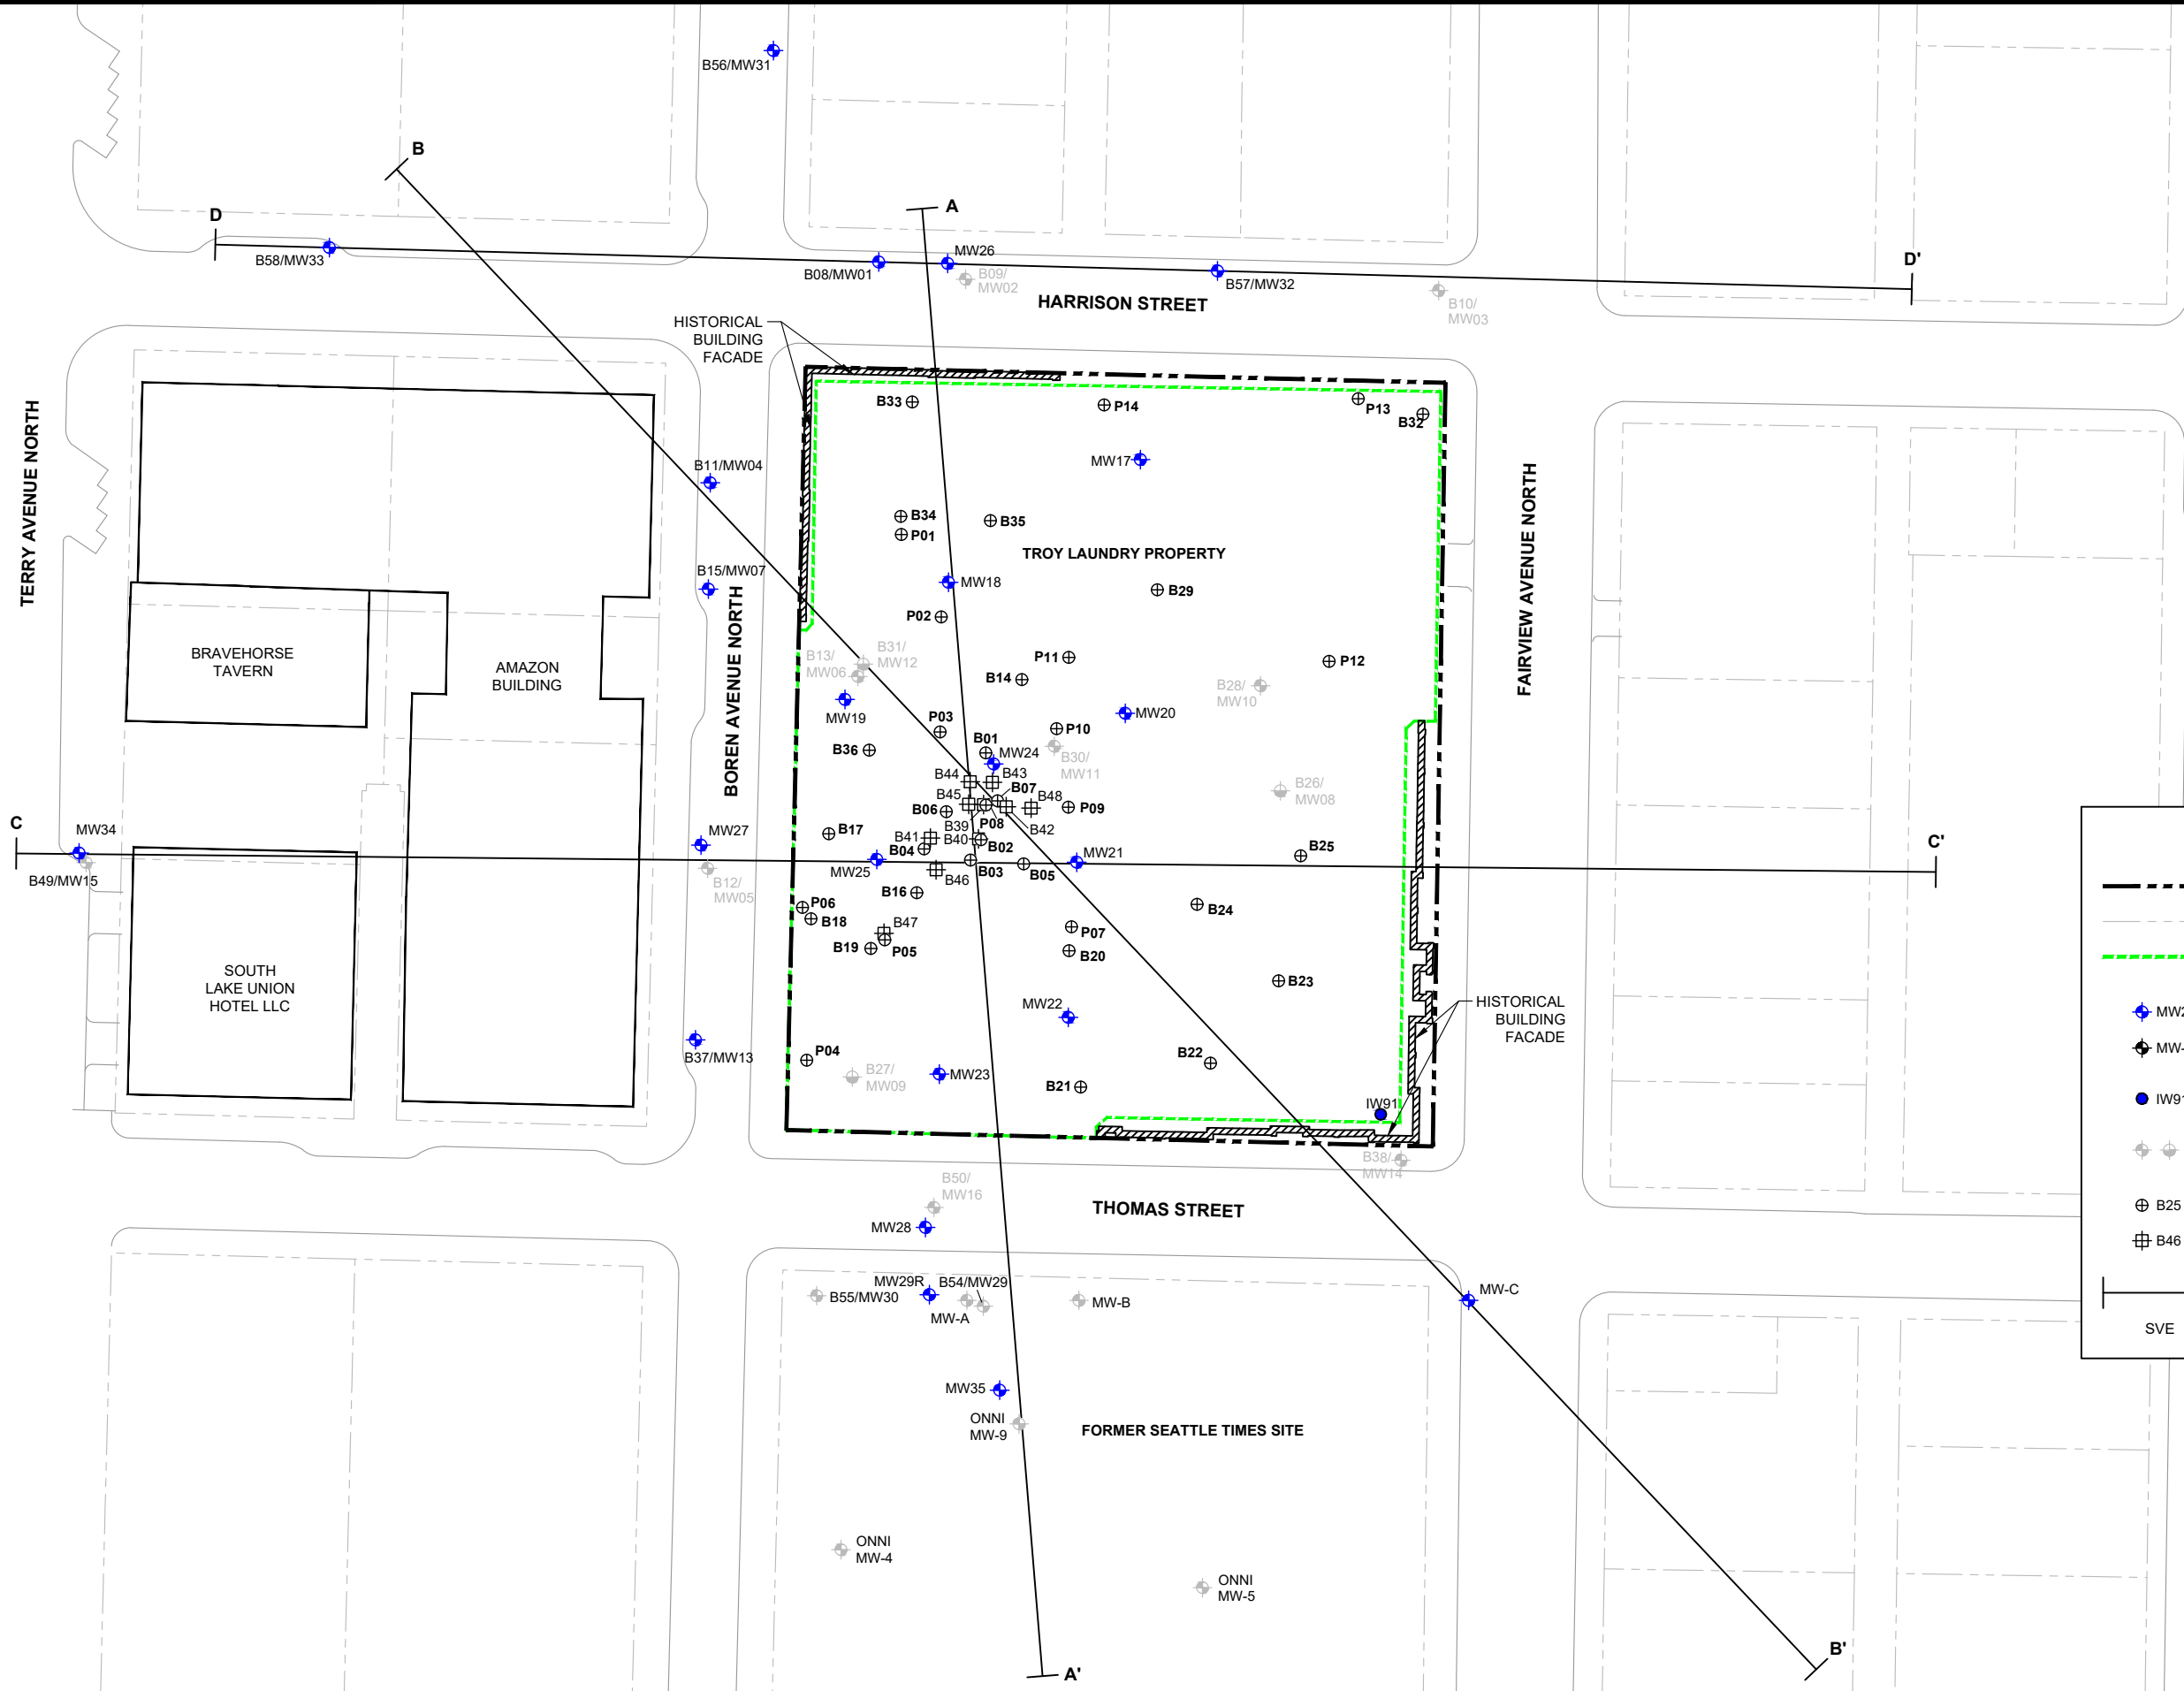 B56/MW31
B
A
D
MW26
B58/MW33
B08/MW01
B09/
MW02
B57/MW32
D'
B10/
MW03
HARRISON STREET
HISTORICAL
BUILDING
FACADE
B33
P14
P13
B32
TERRY AVENUE NORTH
B11/MW04
MW17
FAIRVIEW AVENUE NORTH
B34
B35
P01
TROY LAUNDRY PROPERTY
B15/MW07
BOREN AVENUE NORTH
MW18
B29
P02
BRAVEHORSE
TAVERN
AMAZON
BUILDING
B13/
MW06
B31/
MW12
P11
P12
B14
B28/
MW10
MW19
MW20
P03
P10
B36
B01
MW24
B30/
MW11
B44
B43
B07
B26/
MW08
B45
B48
B06
P09
B39
P08
B42
C
MW34
MW27
B17
B41
B40
B02
B04
MW21
B25
C'
B49/MW15
MW25
B46
B03
B05
B12/
MW05
B16
P06
B18
B24
B47
P07
B19
P05
B20
SOUTH
LAKE UNION
HOTEL LLC
B23
MW22
HISTORICAL
BUILDING
FACADE
MW2
MW-
B37/MW13
P04
B27/
MW09
MW23
B22
B21
IW91
IW91
B38/
MW14
B50/
MW16
THOMAS STREET
B25
MW28
B46
MW29R
B54/MW29
B55/MW30
MW-A
MW-B
MW-C
SVE
MW35
ONNI
MW-9
FORMER SEATTLE TIMES SITE
ONNI
MW-4
ONNI
MW-5
A'
B'